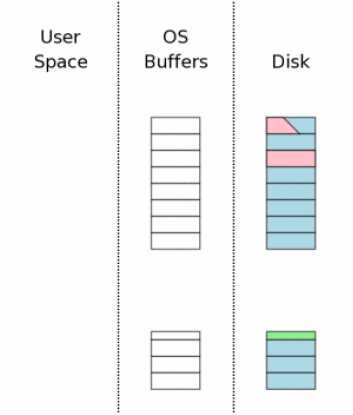 User
Space
OS
Buffers
Disk